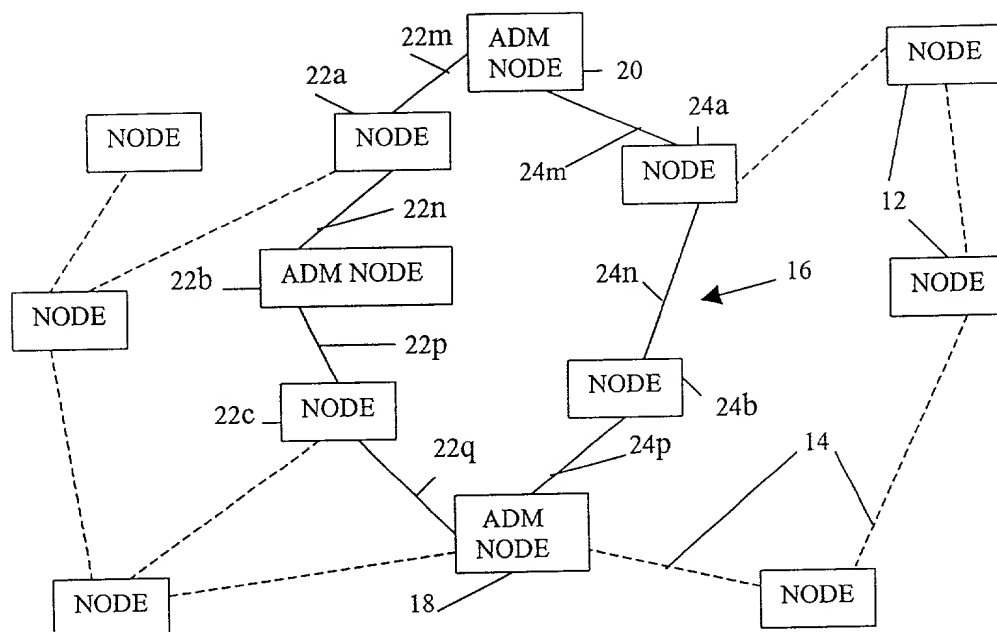 22m
ADM
NODE
20
NODE
22a
24a
NODE
NODE
24m
NODE
12
22n
22b
ADM NODE
24n
16
NODE
NODE
22p
NODE
22c
NODE
24b
22q
24p
14
ADM
NODE
NODE
18
NODE